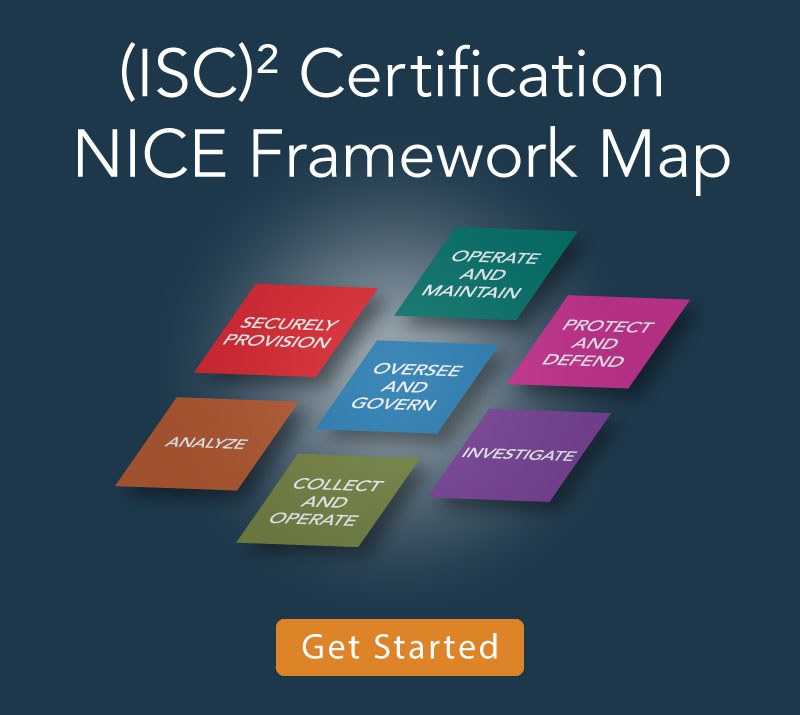 (ISC)² Certification
NICE Framework Map
OPERATE
AND
MAINTAIN
SECURELY
PROVISION
PROTECT
AND
DEFEND
OVERSEE
AND
GOVERN
ANALYZE
INVESTIGATE
COLLECT
AND
OPERATE
Get Started